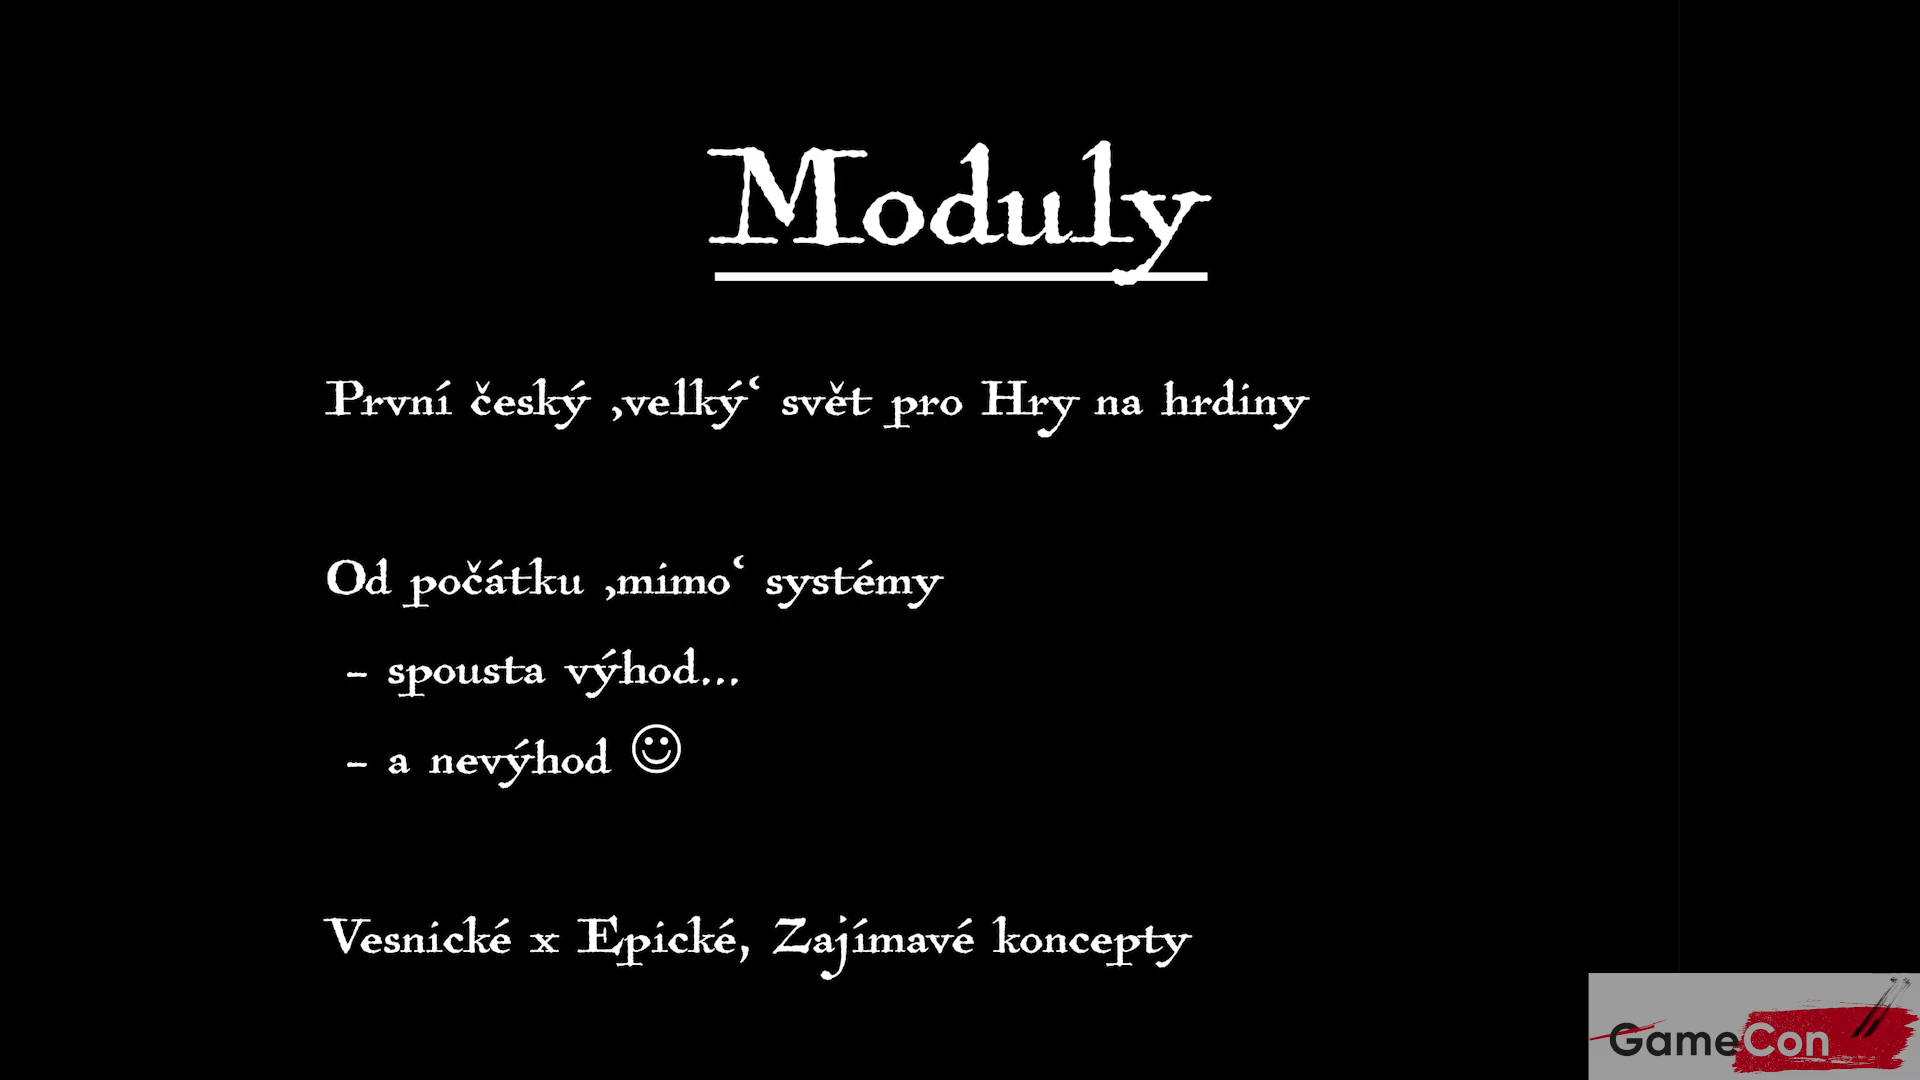 Moduly
První český ‚velký‘ svět pro Hry na hrdiny
Od počátku ‚mimo‘ systémy
– spousta výhod...
– a nevýhod ☺
Vesnické x Epické, Zajímavé koncepty
GameCon